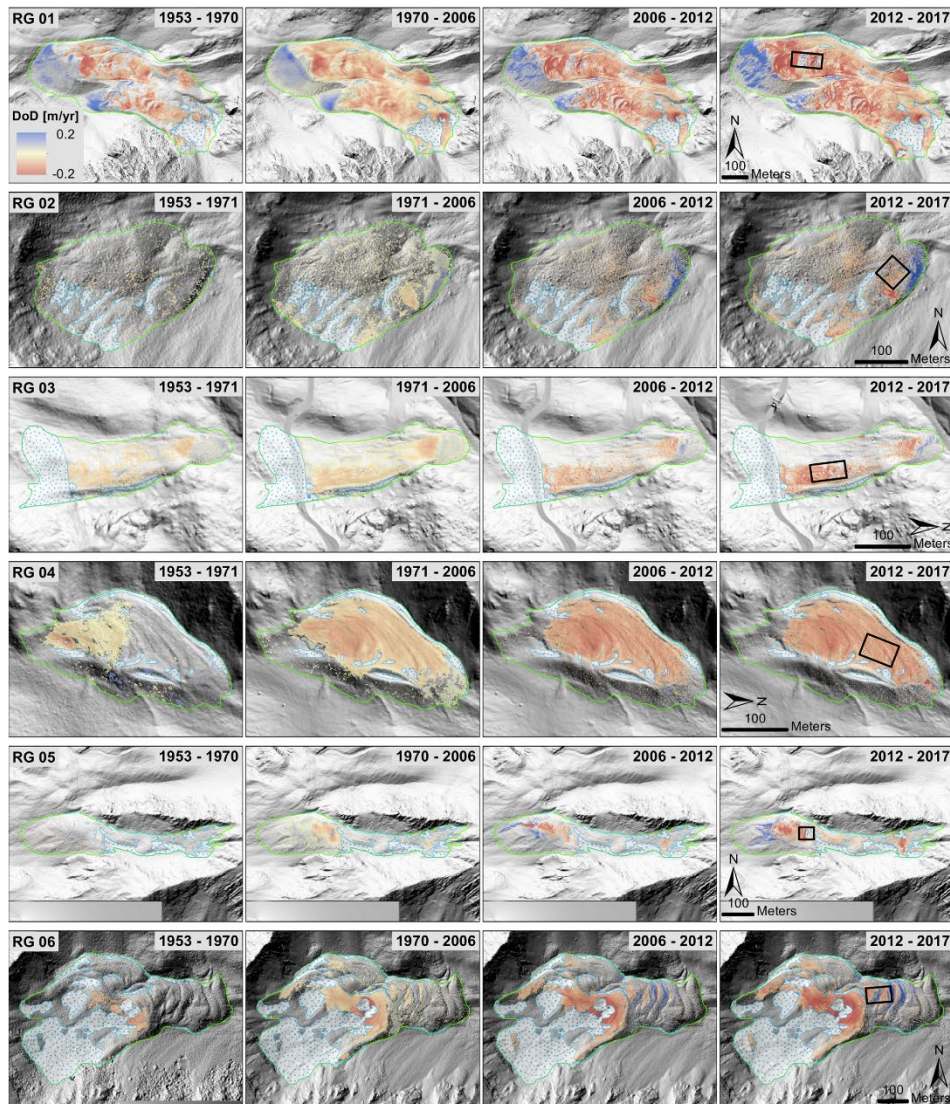 RG 01 1953 - 1970 1970 - 2006 2006 - 2012 2012 - 2017
DoD [m/yr]
0.2
-0.2
N
100
Meters
RG 02 1953 - 1971 1971 - 2006 2006 - 2012 2012 - 2017
N
100
Meters
RG 03 1953 - 1971 1971 - 2006 2006 - 2012 2012 - 2017
N
100
Meters
RG 04 1953 - 1971 1971 - 2006 2006 - 2012 2012 - 2017
N
100
Meters
RG 05 1953 - 1970 1970 - 2006 2006 - 2012 2012 - 2017
N
100
Meters
RG 06 1953 - 1970 1970 - 2006 2006 - 2012 2012 - 2017
N
100
Meters